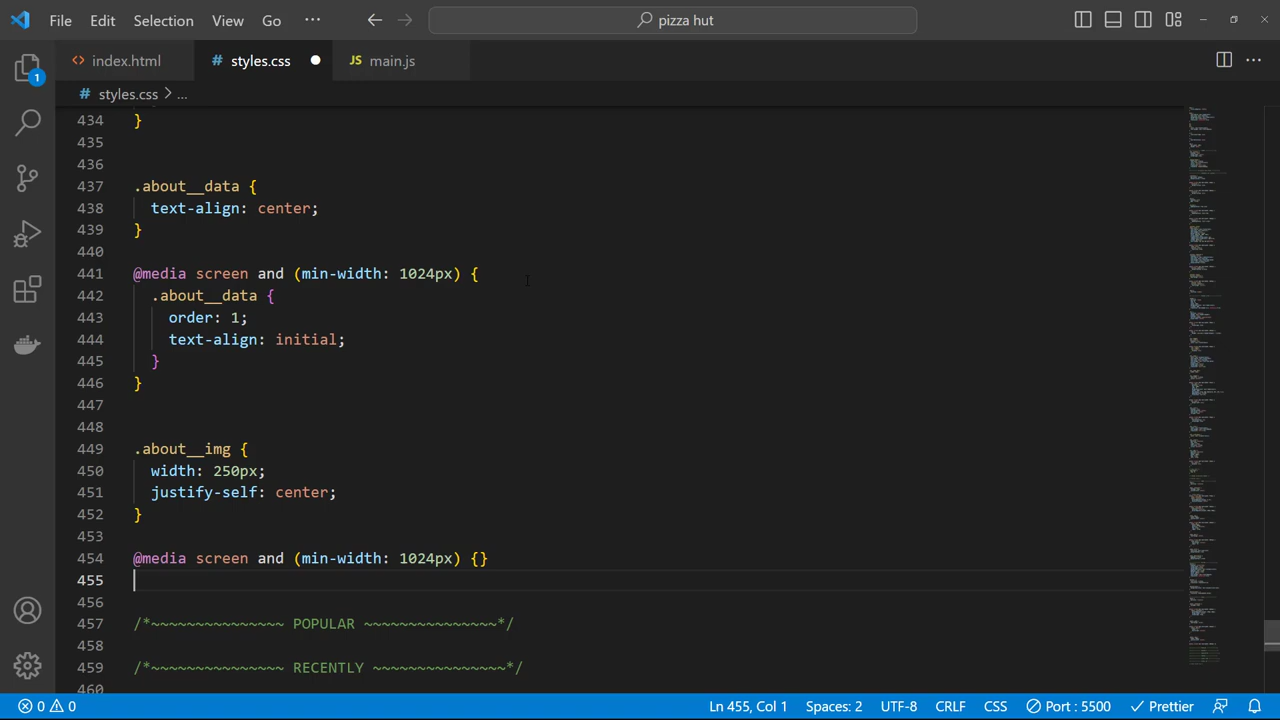 File Edit Selection View Go ··· pizza hut
<> index.html # styles.css JS main.js
1
# styles.css > ...
434 }
435
436
437 .about__data {
438 text-align: center;
439 }
440
441 @media screen and (min-width: 1024px) {
442 .about__data {
443 order: 1;
444 text-align: initial;
445 }
446 }
447
448
449 .about__img {
450 width: 250px;
451 justify-self: center;
452 }
453
454 @media screen and (min-width: 1024px) {}
455
456
457 /*~~~~~~~~~~~~~~~ POPULAR ~~~~~~~~~~~~~~~*/
458
459 /*~~~~~~~~~~~~~~~ RECENTLY ~~~~~~~~~~~~~~~*/
460
0 0 Ln 455, Col 1 Spaces: 2 UTF-8 CRLF CSS Port : 5500 Prettier